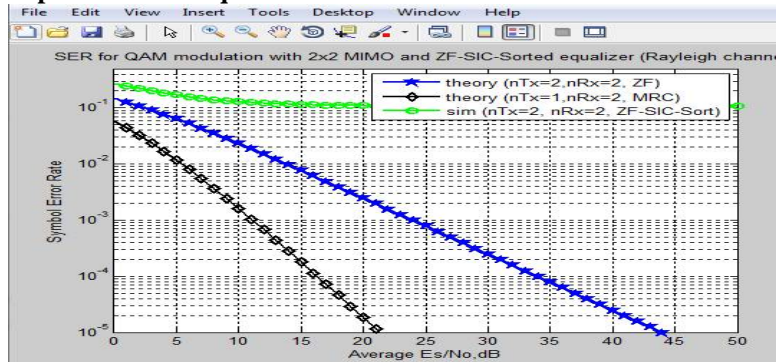 File Edit View Insert Tools Desktop Window Help
SER for QAM modulation with 2x2 MIMO and ZF-SIC-Sorted equalizer (Rayleigh channe
theory (nTx=2,nRx=2, ZF)
theory (nTx=1,nRx=2, MRC)
sim (nTx=2, nRx=2, ZF-SIC-Sort)
Symbol Error Rate
10-1
10-2
10-3
10-4
10-5
0 5 10 15 20 25 30 35 40 45 50
Average Es/No,dB